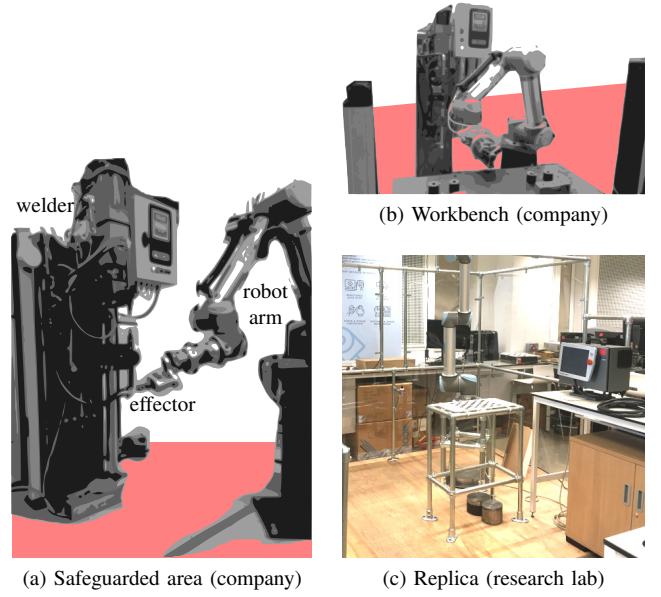 welder
robot
arm
effector
(a) Safeguarded area (company)
(b) Workbench (company)
(c) Replica (research lab)